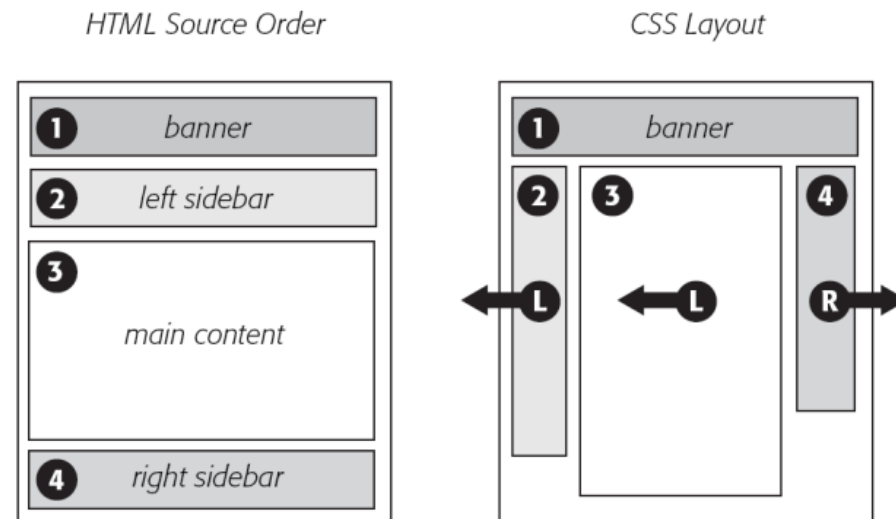 HTML Source Order
1 banner
2 left sidebar
3
main content
4 right sidebar
CSS Layout
1 banner
2 3 4
L L R